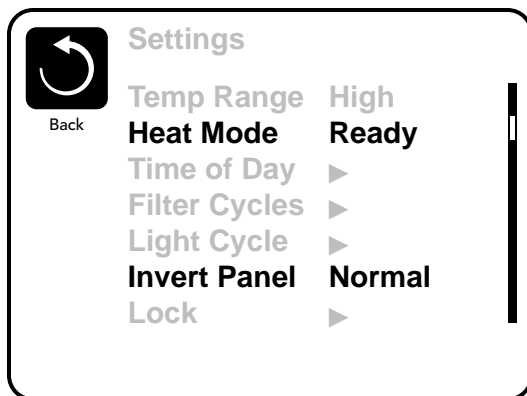 Settings
Back
Temp Range High
Heat Mode Ready
Time of Day ▶
Filter Cycles ▶
Light Cycle ▶
Invert Panel Normal
Lock ▶